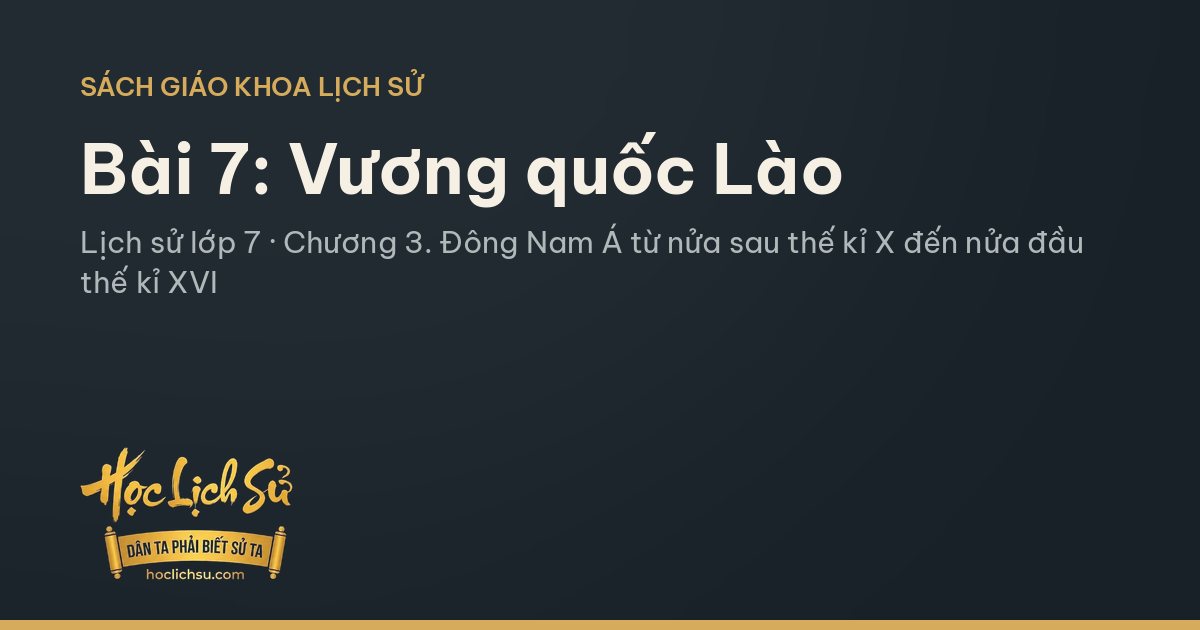 SÁCH GIÁO KHOA LỊCH SỬ
Bài 7: Vương quốc Lào
Lịch sử lớp 7 · Chương 3. Đông Nam Á từ nửa sau thế kỉ X đến nửa đầu
thế kỉ XVI
Học Lịch Sử
DÂN TA PHẢI BIẾT SỬ TA
hoclichsu.com